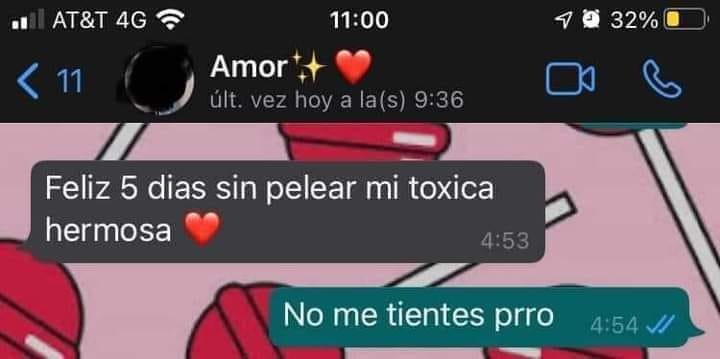 AT&T 4G 11:00 32%
11 Amor✨❤️
últ. vez hoy a la(s) 9:36
Feliz 5 dias sin pelear mi toxica
hermosa ❤️ 4:53
No me tientes prro 4:54